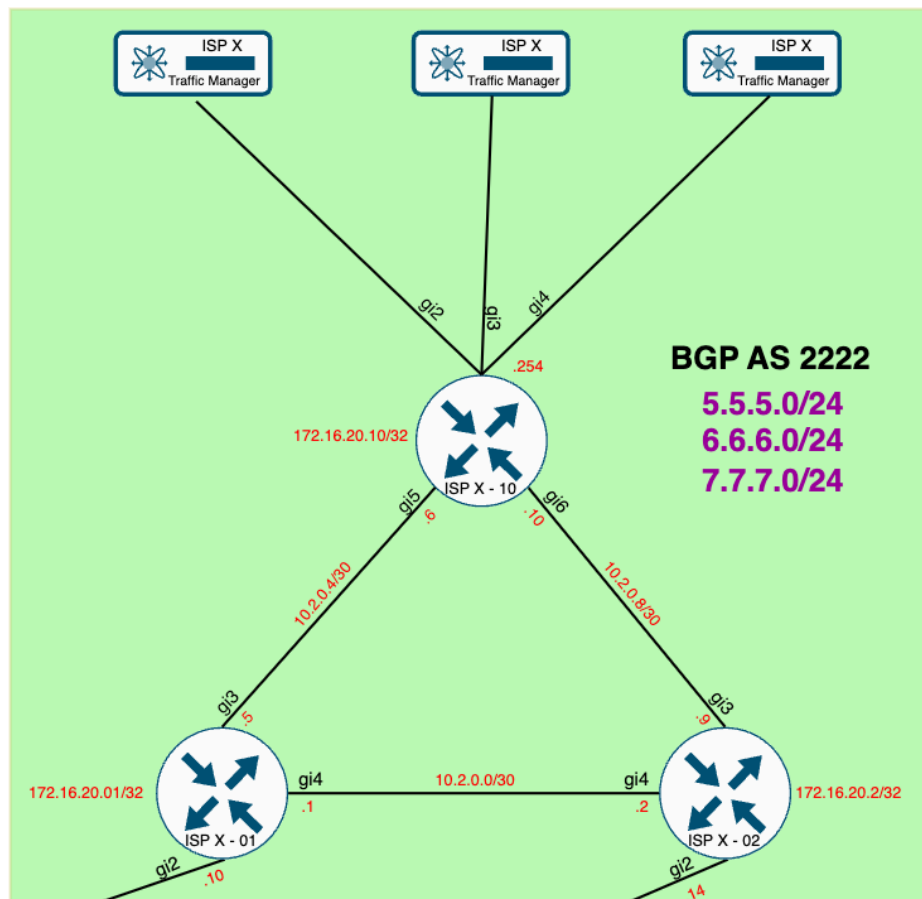 ISP X
Traffic Manager
ISP X
Traffic Manager
ISP X
Traffic Manager
gi2
gi3
gi4
.254
BGP AS 2222
5.5.5.0/24
6.6.6.0/24
7.7.7.0/24
172.16.20.10/32
ISP X - 10
gi5
.6
gi6
.10
10.2.0.4/30
10.2.0.8/30
gi3
.5
gi3
.9
172.16.20.01/32
ISP X - 01
gi4
.1
10.2.0.0/30
gi4
.2
172.16.20.2/32
ISP X - 02
gi2
.10
gi2
14